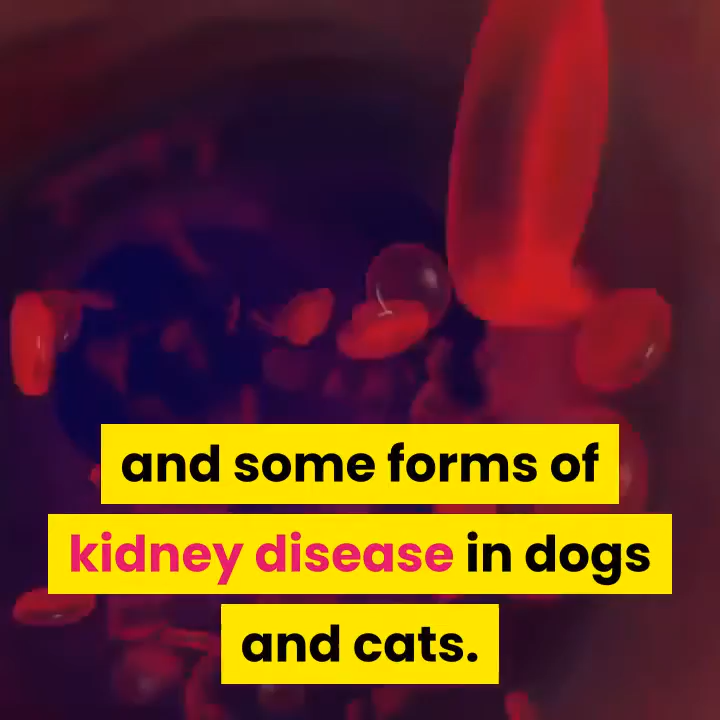 and some forms of
kidney disease in dogs
and cats.